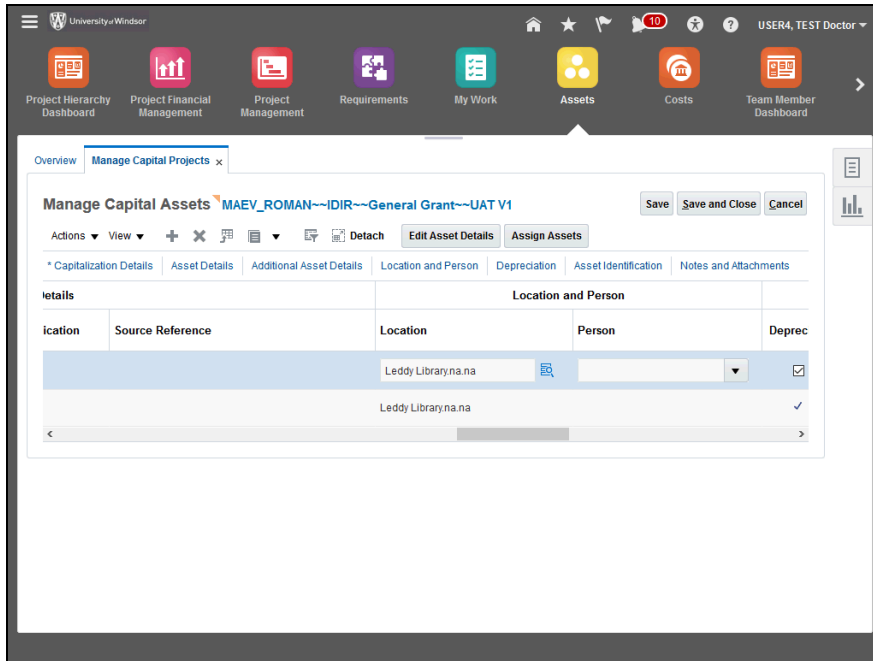 University of Windsor
10
USER4, TEST Doctor
Project Hierarchy Dashboard
Project Financial Management
Project Management
Requirements
My Work
Assets
Costs
Team Member Dashboard
Overview
Manage Capital Projects x
Manage Capital Assets MAEV_ROMAN~~IDIR~~General Grant~~UAT V1
Save
Save and Close
Cancel
Actions View Detach Edit Asset Details Assign Assets
* Capitalization Details Asset Details Additional Asset Details Location and Person Depreciation Asset Identification Notes and Attachments
Details Location and Person
ication Source Reference Location Person Deprec
Leddy Library.na.na
Leddy Library.na.na